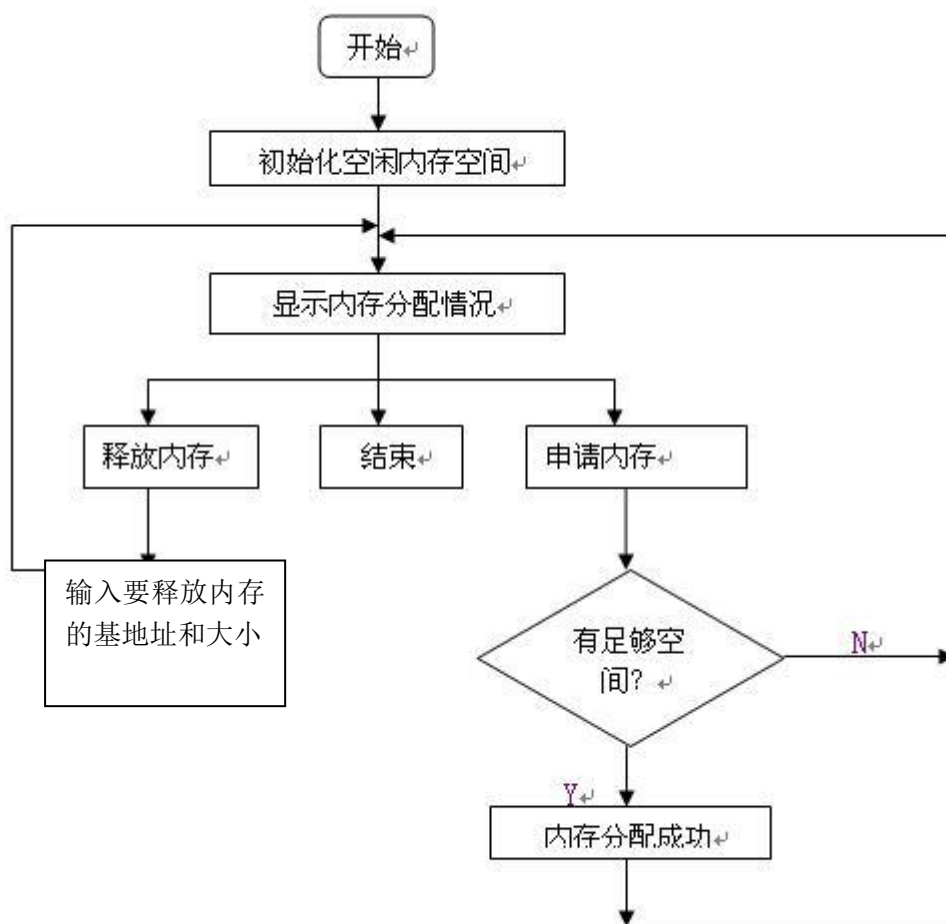 开始↵
初始化空闲内存空间↵
显示内存分配情况↵
释放内存↵
结束↵
申请内存↵
输入要释放内存
的基地址和大小
有足够空
间？↵
N↵
Y↵
内存分配成功↵